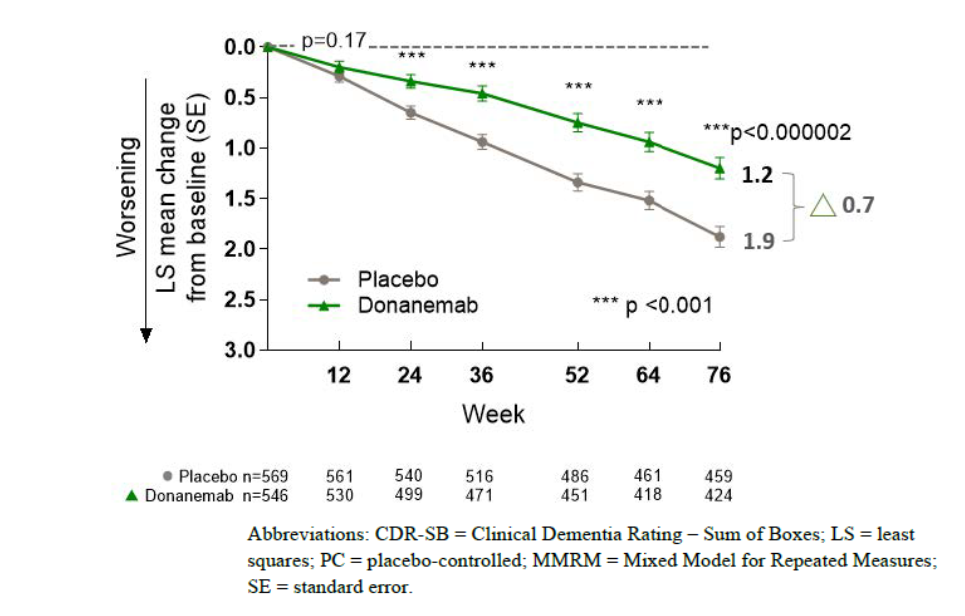 0.0
p=0.17
***
***
***
***
***p<0.000002
0.5
1.0
1.5
2.0
2.5
3.0
Worsening
LS mean change
from baseline (SE)
1.2
△ 0.7
1.9
Placebo
Donanemab
*** p <0.001
12 24 36 52 64 76
Week
Placebo n=569 561 540 516 486 461 459
Donanemab n=546 530 499 471 451 418 424
Abbreviations: CDR-SB = Clinical Dementia Rating – Sum of Boxes; LS = least
squares; PC = placebo-controlled; MMRM = Mixed Model for Repeated Measures;
SE = standard error.